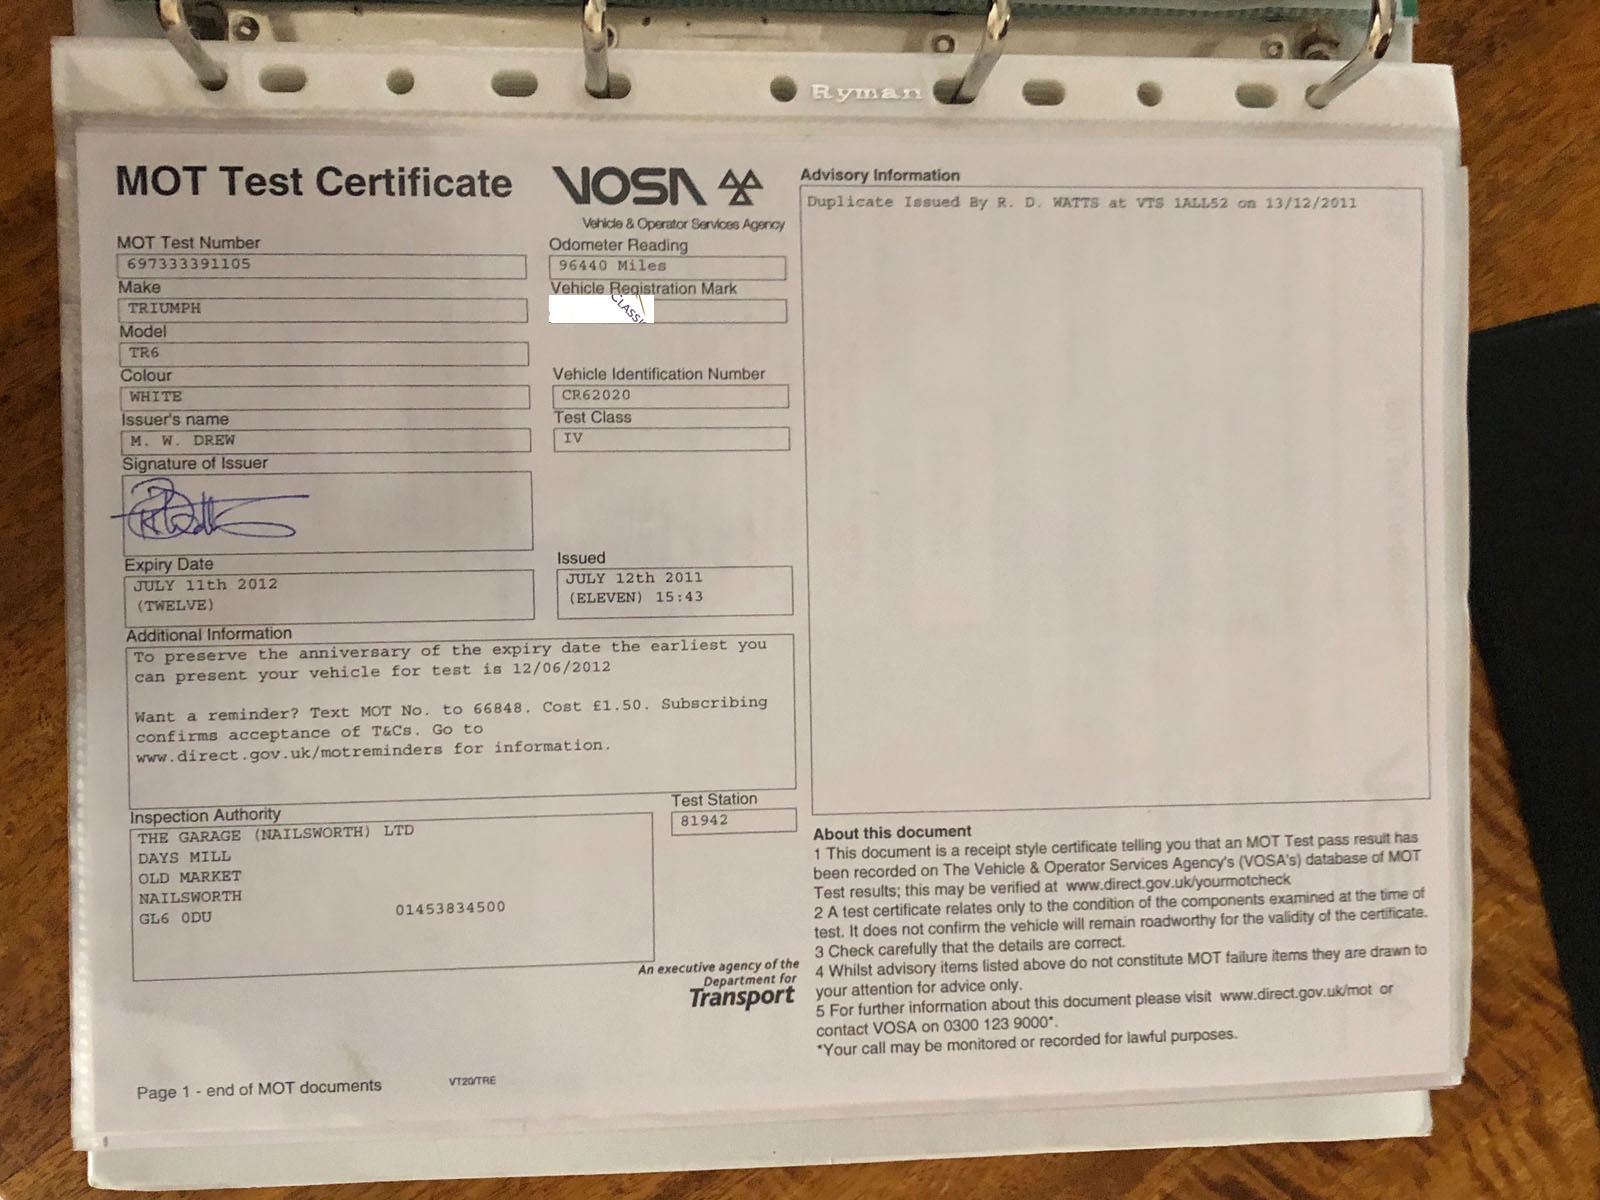 Ryman
MOT Test Certificate
VOSA
Vehicle & Operator Services Agency
MOT Test Number
697333391105
Odometer Reading
96440 Miles
Make
TRIUMPH
Vehicle Registration Mark
CLASSI
Model
TR6
Colour
WHITE
Vehicle Identification Number
CR62020
Issuer's name
M. W. DREW
Test Class
IV
Signature of Issuer
Expiry Date
JULY 11th 2012
(TWELVE)
Issued
JULY 12th 2011
(ELEVEN) 15:43
Additional Information
To preserve the anniversary of the expiry date the earliest you
can present your vehicle for test is 12/06/2012
Want a reminder? Text MOT No. to 66848. Cost £1.50. Subscribing
confirms acceptance of T&Cs. Go to
www.direct.gov.uk/motreminders for information.
Inspection Authority
THE GARAGE (NAILSWORTH) LTD
DAYS MILL
OLD MARKET
NAILSWORTH
GL6 0DU 01453834500
Test Station
81942
An executive agency of the
Department for
Transport
Page 1 - end of MOT documents
VT20/TRE
Advisory Information
Duplicate Issued By R. D. WATTS at VTS 1ALL52 on 13/12/2011
About this document
1 This document is a receipt style certificate telling you that an MOT Test pass result has
been recorded on The Vehicle & Operator Services Agency's (VOSA's) database of MOT
Test results; this may be verified at www.direct.gov.uk/yourmotcheck
2 A test certificate relates only to the condition of the components examined at the time of
test. It does not confirm the vehicle will remain roadworthy for the validity of the certificate.
3 Check carefully that the details are correct.
4 Whilst advisory items listed above do not constitute MOT failure items they are drawn to
your attention for advice only.
5 For further information about this document please visit www.direct.gov.uk/mot or
contact VOSA on 0300 123 9000*.
*Your call may be monitored or recorded for lawful purposes.